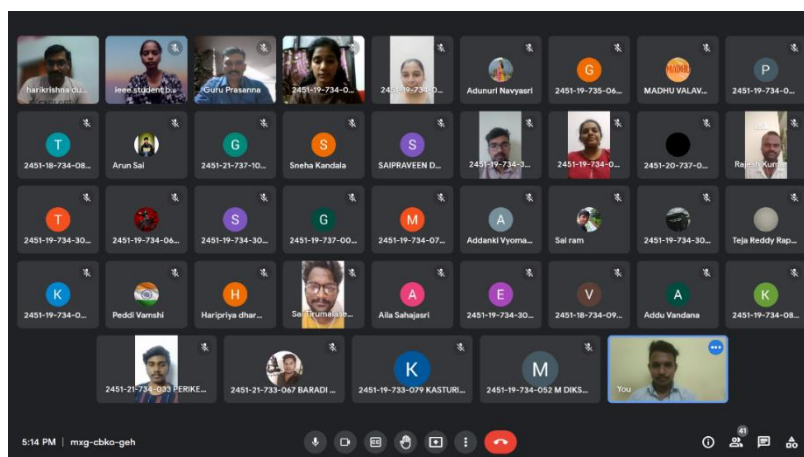 harikrishna du...
ieee student b...
Guru Prasanna
2451-19-734-0...
2451-19-734-0...
Adunuri Navyasri
G
2451-19-735-06...
MADHU VALAV...
P
2451-19-734-0...
T
2451-18-734-08...
Arun Sai
G
2451-21-737-10...
S
Sneha Kandala
S
SAIPRAVEEN D...
2451-19-734-3...
2451-19-734-0...
2451-20-737-0...
Rajesh Kumar
T
2451-19-734-30...
2451-19-734-06...
S
2451-19-734-30...
G
2451-19-737-00...
M
2451-19-734-07...
A
Addanki Vyoma...
Sai ram
2451-19-734-30...
Teja Reddy Rap...
K
2451-19-734-0...
Peddi Vamshi
H
Haripriya dhar...
Sai Tirumalase...
A
Aila Sahajasri
E
2451-19-734-30...
V
2451-18-734-09...
A
Addu Vandana
K
2451-19-734-08...
2451-21-734-033 PERIKE...
2451-21-733-067 BARADI ...
K
2451-19-733-079 KASTURI...
M
2451-19-734-052 M DIKS...
You
5:14 PM | mxg-cbko-geh
CC
41